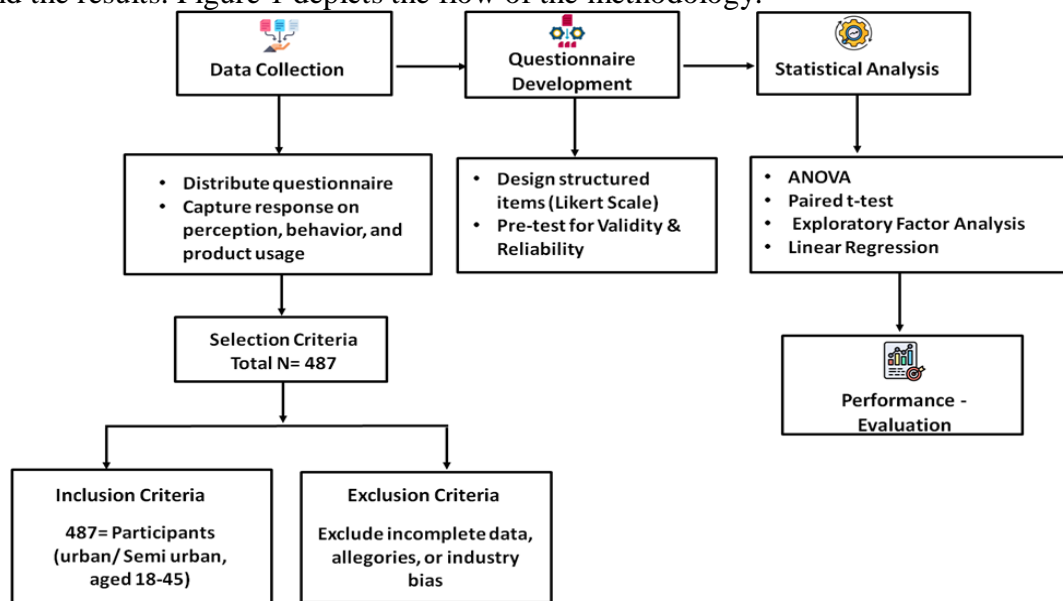 nd the results. Figure 1 depicts the flow of the methodology.
Data Collection
Questionnaire
Development
Statistical Analysis
• Distribute questionnaire
• Capture response on
perception, behavior, and
product usage
• Design structured
items (Likert Scale)
• Pre-test for Validity &
Reliability
• ANOVA
• Paired t-test
• Exploratory Factor Analysis
• Linear Regression
Selection Criteria
Total N= 487
Performance -
Evaluation
Inclusion Criteria
487= Participants
(urban/ Semi urban,
aged 18-45)
Exclusion Criteria
Exclude incomplete data,
allegories, or industry
bias